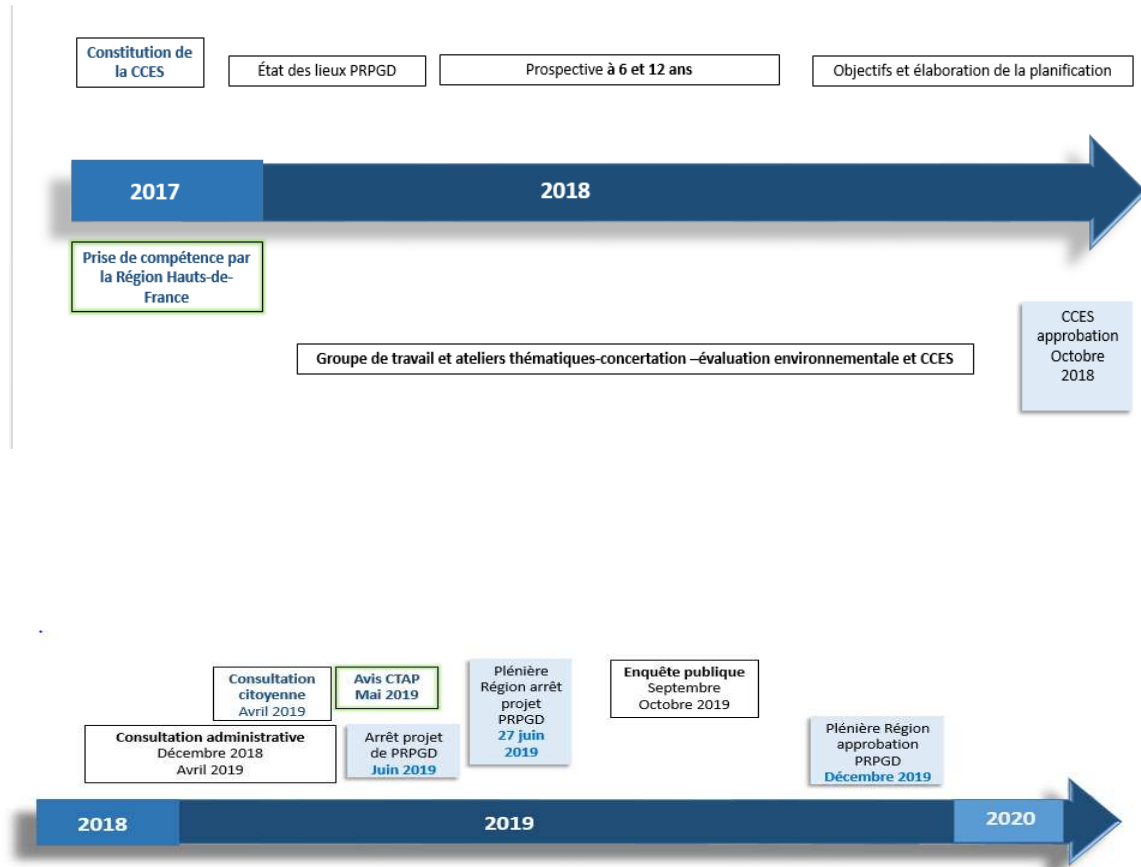 Constitution de
la CCES
État des lieux PRPGD
Prospective à 6 et 12 ans
Objectifs et élaboration de la planification
2017
2018
Prise de compétence par
la Région Hauts-de-
France
Groupe de travail et ateliers thématiques-concertation –évaluation environnementale et CCES
CCES
approbation
Octobre
2018
Consultation
citoyenne
Avril 2019
Avis CTAP
Mai 2019
Plénière
Région arrêt
projet
PRPGD
27 juin
2019
Enquête publique
Septembre
Octobre 2019
Consultation administrative
Décembre 2018
Avril 2019
Arrêt projet
de PRPGD
Juin 2019
Plénière Région
approbation
PRPGD
Décembre 2019
2018
2019
2020